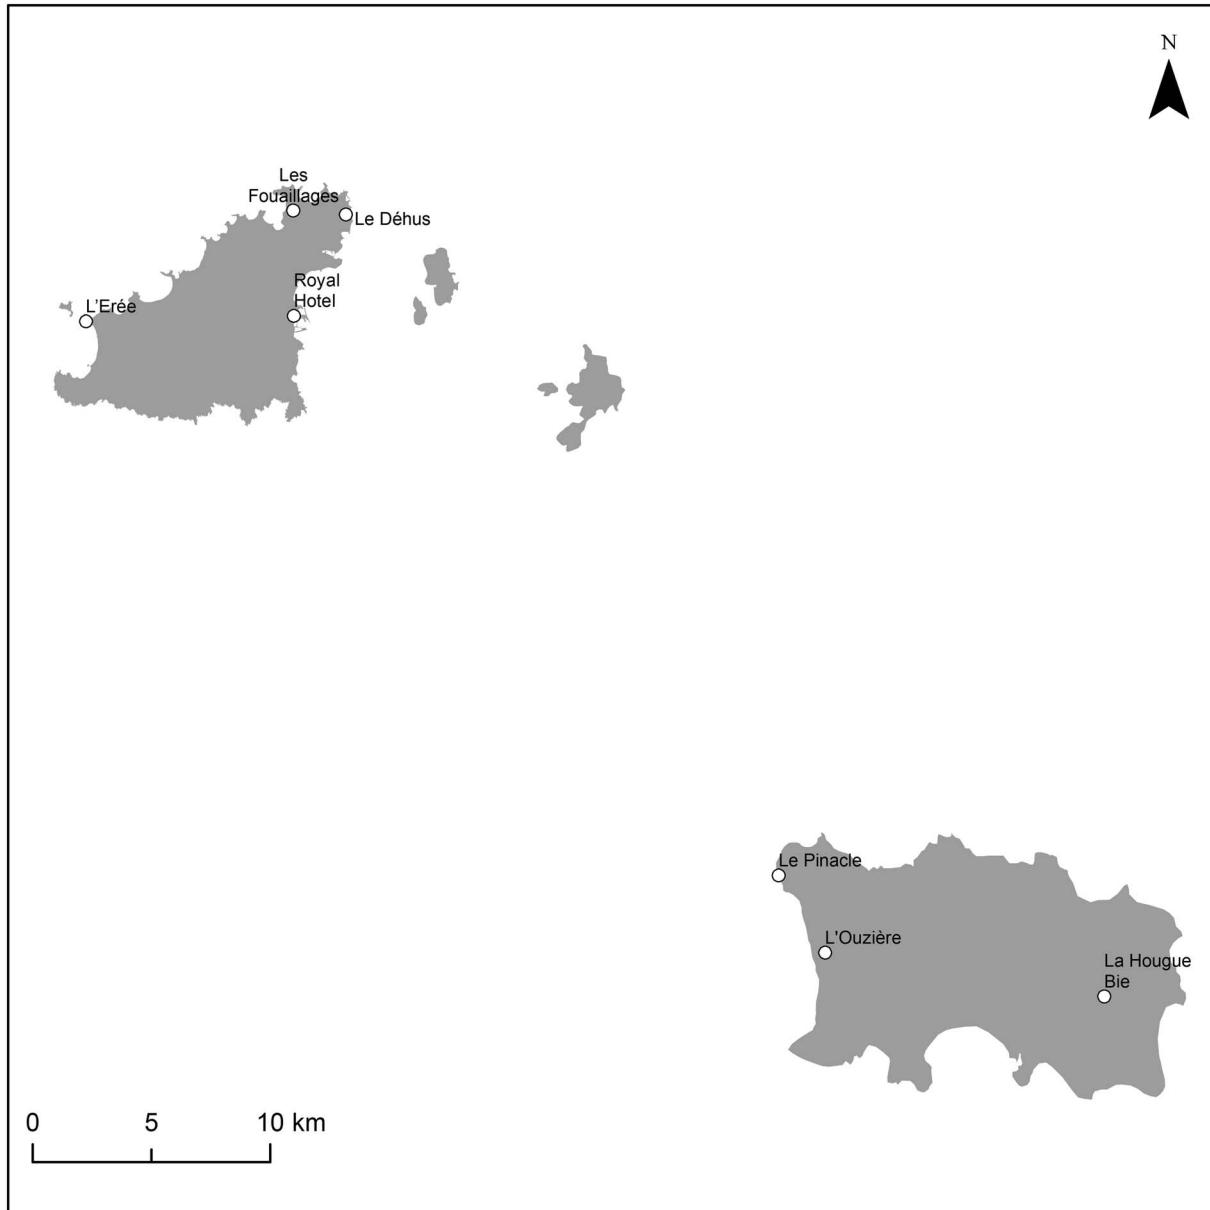 N
Les
Fouaillages
Le Déhus
Royal
Hotel
L'Erée
Le Pinacle
L'Ouzière
La Hougue
Bie
0 5 10 km